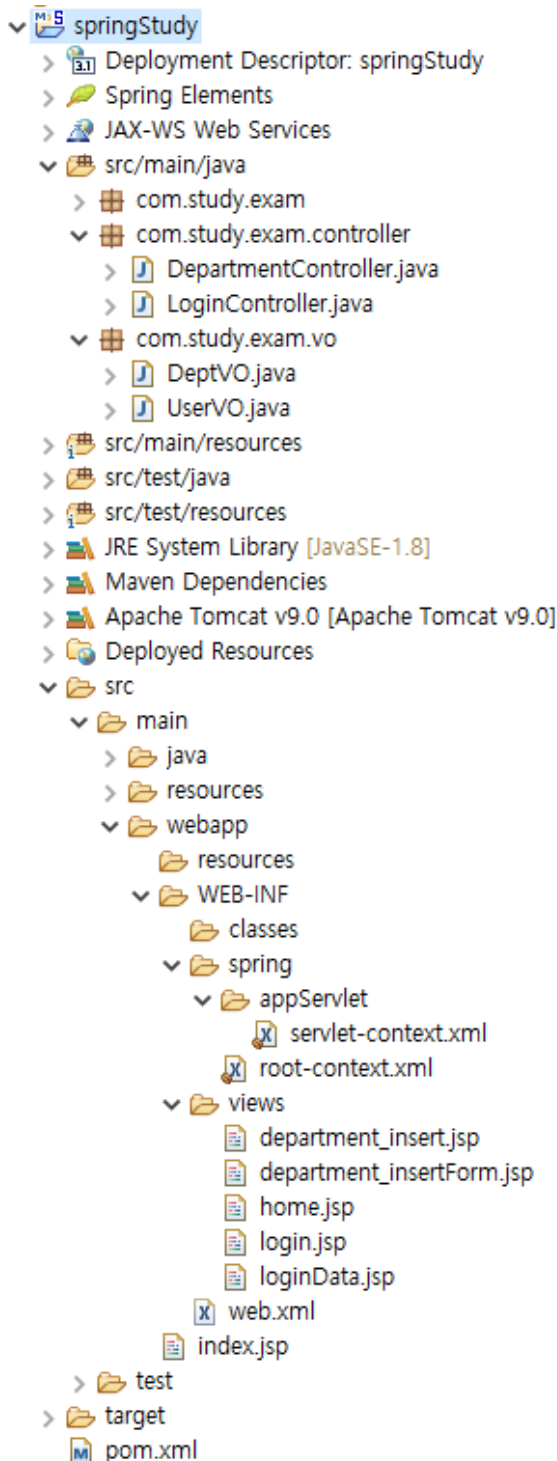 springStudy
Deployment Descriptor: springStudy
Spring Elements
JAX-WS Web Services
src/main/java
com.study.exam
com.study.exam.controller
DepartmentController.java
LoginController.java
com.study.exam.vo
DeptVO.java
UserVO.java
src/main/resources
src/test/java
src/test/resources
JRE System Library [JavaSE-1.8]
Maven Dependencies
Apache Tomcat v9.0 [Apache Tomcat v9.0]
Deployed Resources
src
main
java
resources
webapp
resources
WEB-INF
classes
spring
appServlet
servlet-context.xml
root-context.xml
views
department_insert.jsp
department_insertForm.jsp
home.jsp
login.jsp
loginData.jsp
web.xml
index.jsp
test
target
pom.xml